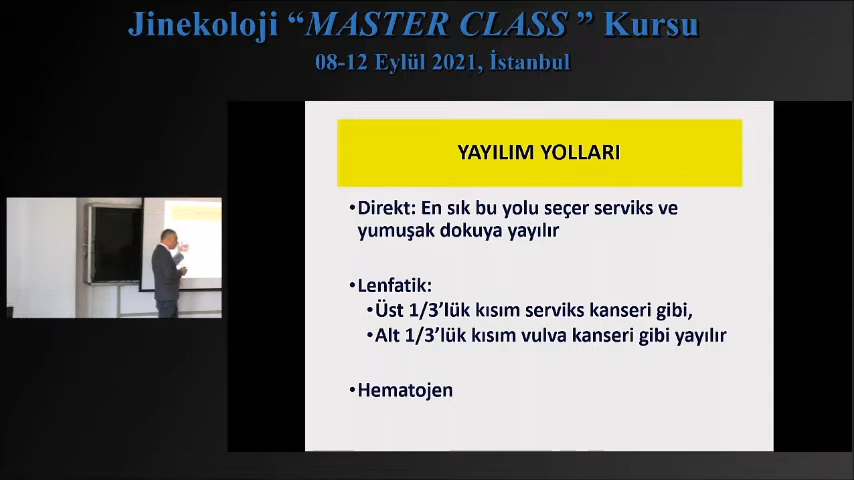 Jinekoloji “MASTER CLASS ” Kursu
08-12 Eylül 2021, İstanbul
YAYILIM YOLLARI
•Direkt: En sık bu yolu seçer serviks ve
yumuşak dokuya yayılır
•Lenfatik:
•Üst 1/3’lük kısım serviks kanseri gibi,
•Alt 1/3’lük kısım vulva kanseri gibi yayılır
•Hematojen